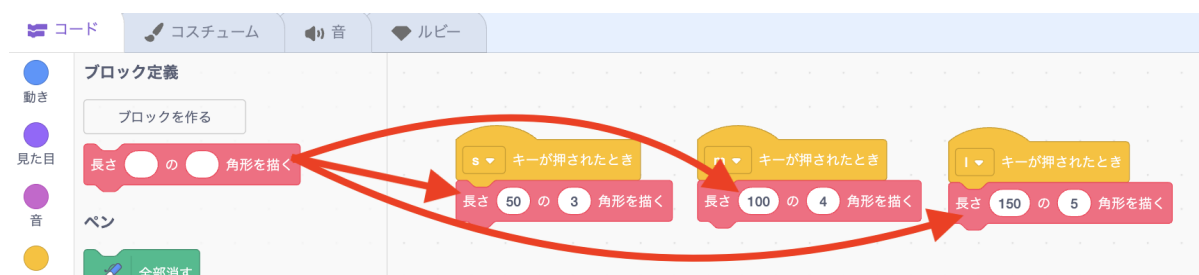 コード
コスチューム
音
ルビー
動き
見た目
音
ブロック定義
ブロックを作る
長さ の 角形を描く
ペン
全部消す
s キーが押されたとき
長さ 50 の 3 角形を描く
m キーが押されたとき
長さ 100 の 4 角形を描く
l キーが押されたとき
長さ 150 の 5 角形を描く